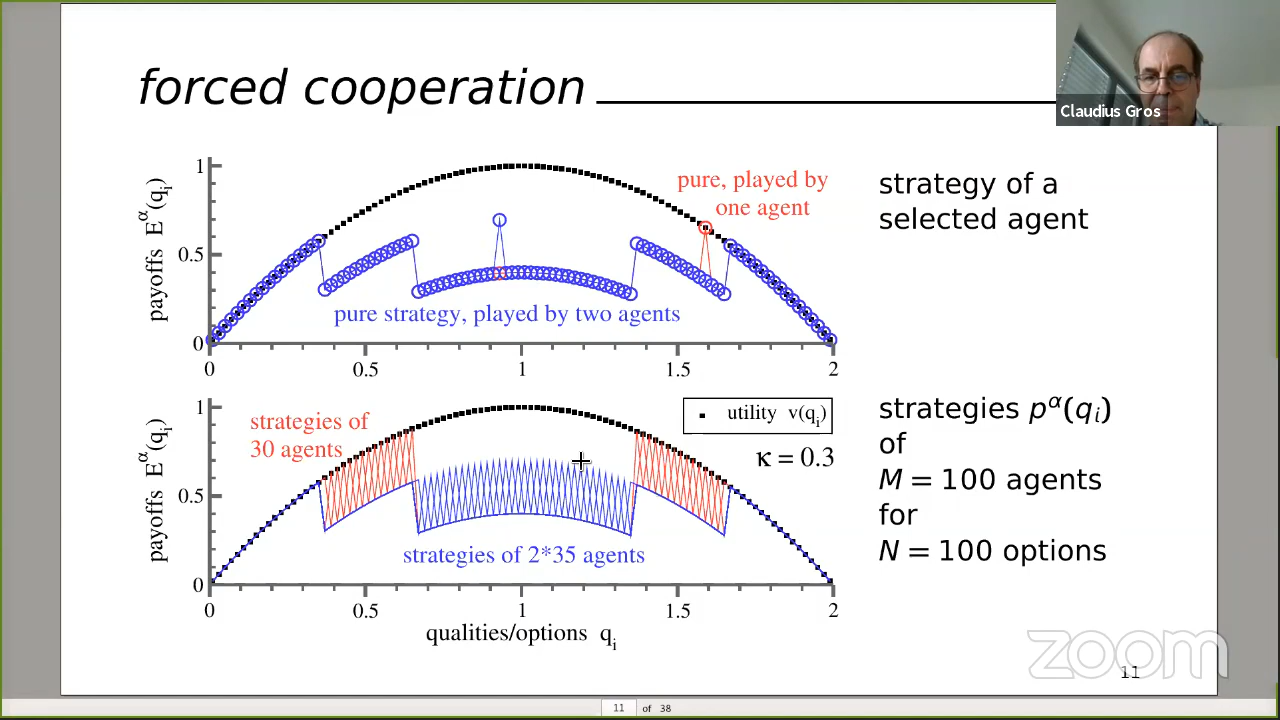 forced cooperation
Claudius Gros
payoffs E^α(q_i)
1
0.5
0
pure, played by
one agent
pure strategy, played by two agents
0 0.5 1 1.5 2
strategy of a
selected agent
payoffs E^α(q_i)
1
0.5
0
strategies of
30 agents
utility v(q_i)
κ = 0.3
strategies of 2*35 agents
0 0.5 1 1.5 2
qualities/options q_i
strategies p^α(q_i)
of
M = 100 agents
for
N = 100 options
zoom
11
11 of 38